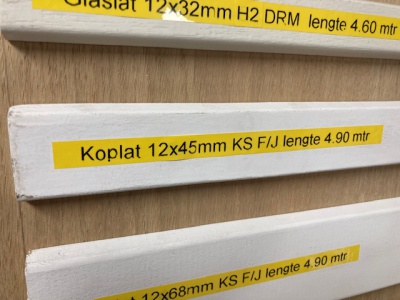 Glaslat 12x32mm H2 DRM lengte 4.60 mtr
Koplat 12x45mm KS F/J lengte 4.90 mtr
12x68mm KS F/J lengte 4.90 mtr